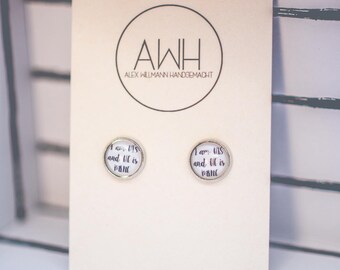 AWH
ALEX WILLMANN HANDGEMACHT
I am HIS
and HE is
MINE
I am HIS
and HE is
MINE